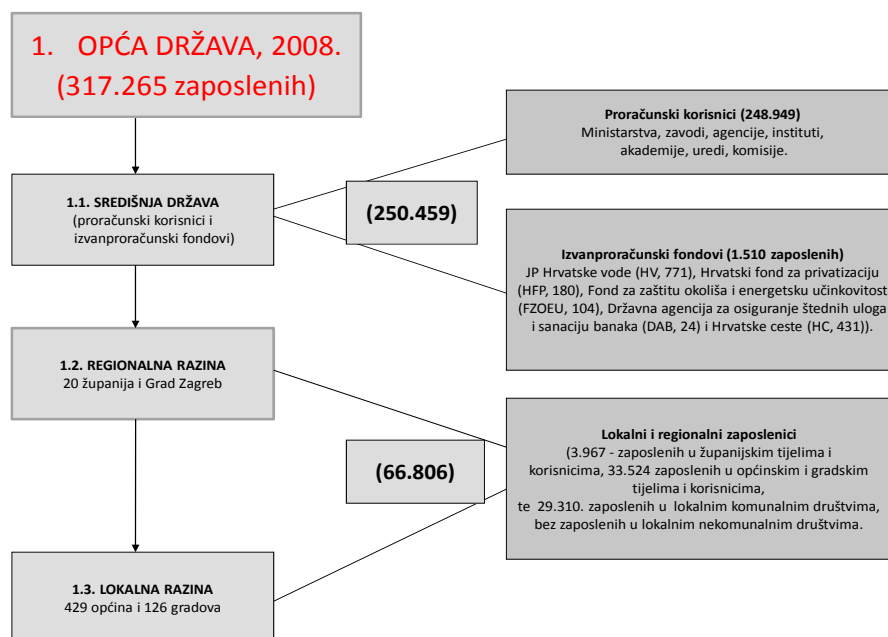 1. OPĆA DRŽAVA, 2008.
(317.265 zaposlenih)
Proračunski korisnici (248.949)
Ministarstva, zavodi, agencije, instituti,
akademije, uredi, komisije.
1.1. SREDIŠNJA DRŽAVA
(proračunski korisnici i
izvanproračunski fondovi)
(250.459)
Izvanproračunski fondovi (1.510 zaposlenih)
JP Hrvatske vode (HV, 771), Hrvatski fond za privatizaciju
(HFP, 180), Fond za zaštitu okoliša i energetsku učinkovitost
(FZOEU, 104), Državna agencija za osiguranje štednih uloga
i sanaciju banaka (DAB, 24) i Hrvatske ceste (HC, 431)).
1.2. REGIONALNA RAZINA
20 županija i Grad Zagreb
(66.806)
Lokalni i regionalni zaposlenici
(3.967 - zaposlenih u županijskim tijelima i
korisnicima, 33.524 zaposlenih u općinskim i gradskim
tijelima i korisnicima,
te 29.310. zaposlenih u lokalnim komunalnim društvima,
bez zaposlenih u lokalnim nekomunalnim društvima.
1.3. LOKALNA RAZINA
429 općina i 126 gradova